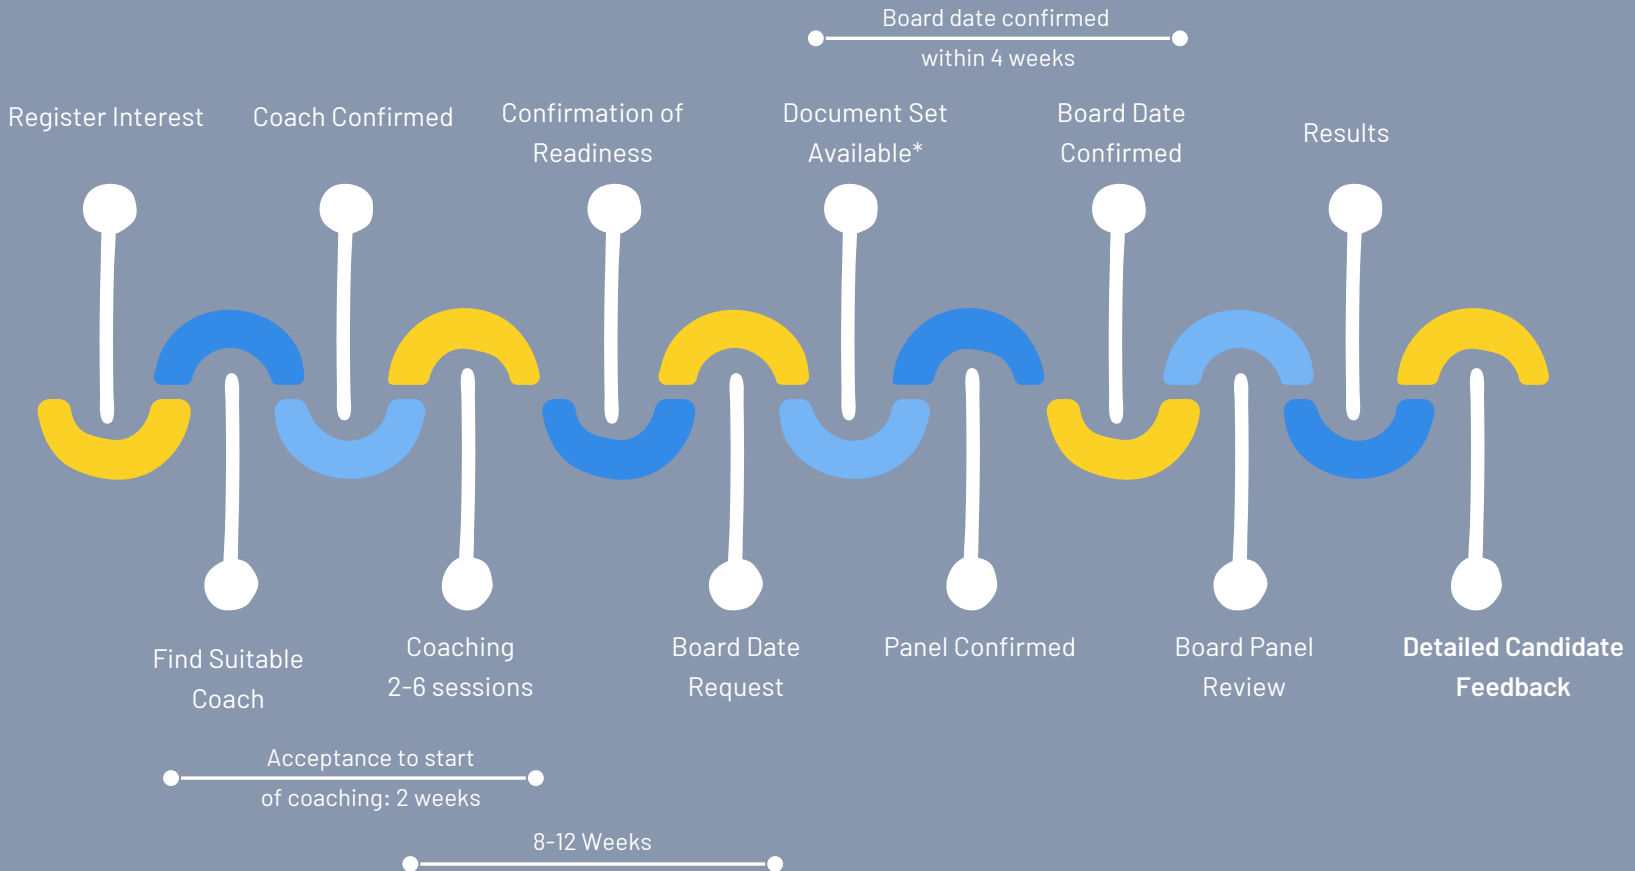 Board date confirmed
within 4 weeks
Register Interest
Coach Confirmed
Confirmation of
Readiness
Document Set
Available*
Board Date
Confirmed
Results
Find Suitable
Coach
Coaching
2-6 sessions
Board Date
Request
Panel Confirmed
Board Panel
Review
Detailed Candidate
Feedback
Acceptance to start
of coaching: 2 weeks
8-12 Weeks